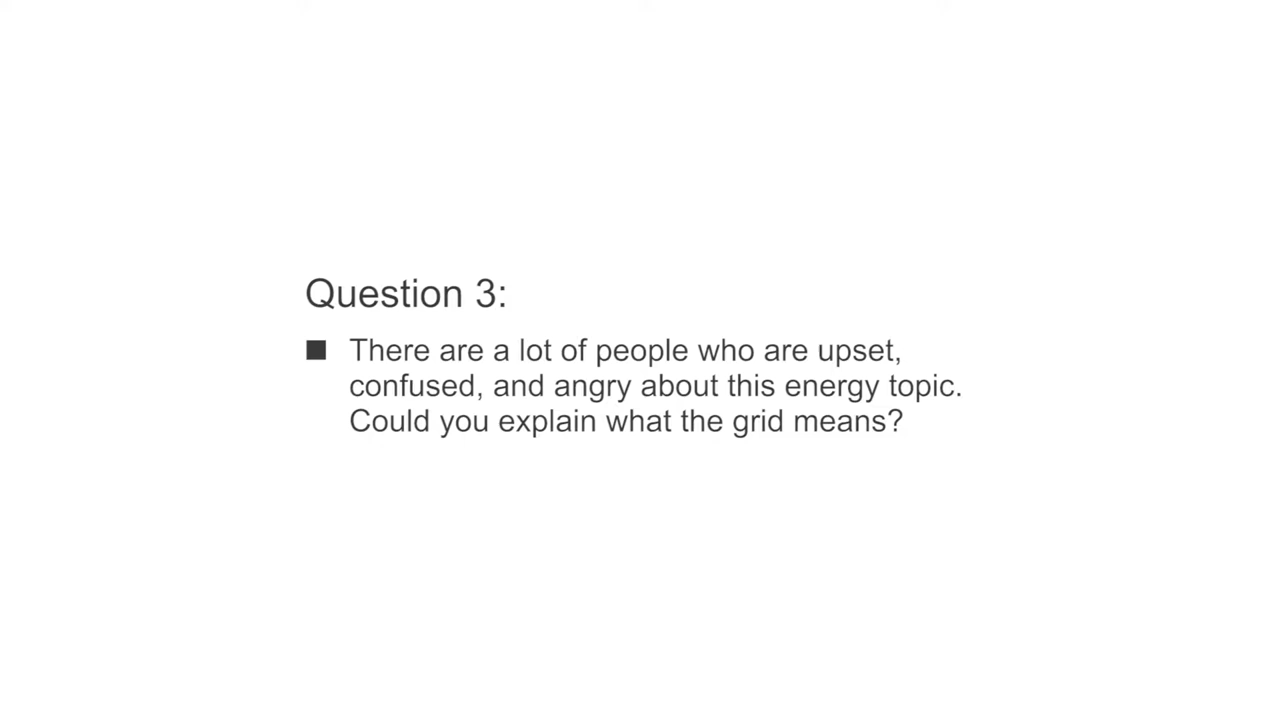 Question 3:
■ There are a lot of people who are upset,
confused, and angry about this energy topic.
Could you explain what the grid means?